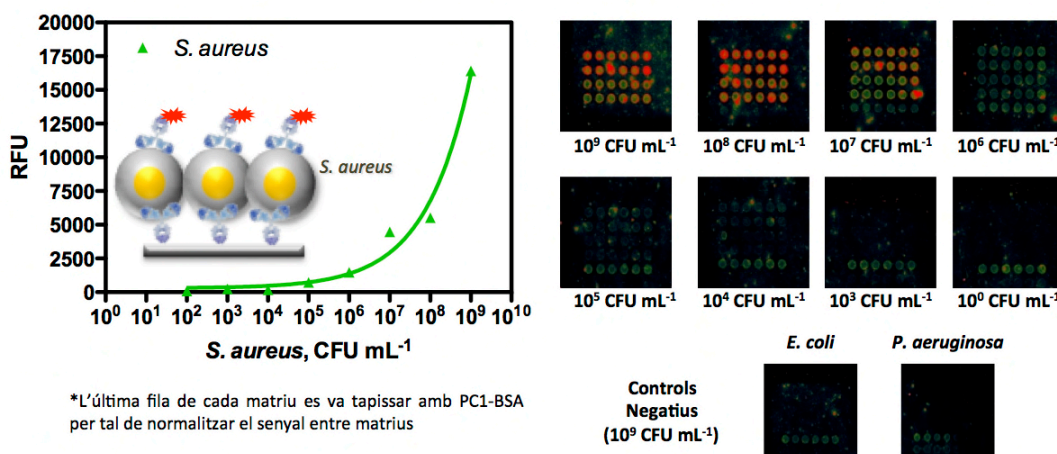 20000
17500
15000
12500
10000
7500
5000
2500
0
RFU
S. aureus
S. aureus
10⁰ 10¹ 10² 10³ 10⁴ 10⁵ 10⁶ 10⁷ 10⁸ 10⁹ 10¹⁰
S. aureus, CFU mL⁻¹
*L'última fila de cada matriu es va tapissar amb PC1-BSA
per tal de normalitzar el senyal entre matrius
10⁹ CFU mL⁻¹ 10⁸ CFU mL⁻¹ 10⁷ CFU mL⁻¹ 10⁶ CFU mL⁻¹
10⁵ CFU mL⁻¹ 10⁴ CFU mL⁻¹ 10³ CFU mL⁻¹ 10⁰ CFU mL⁻¹
E. coli P. aeruginosa
Controls
Negatius
(10⁹ CFU mL⁻¹)